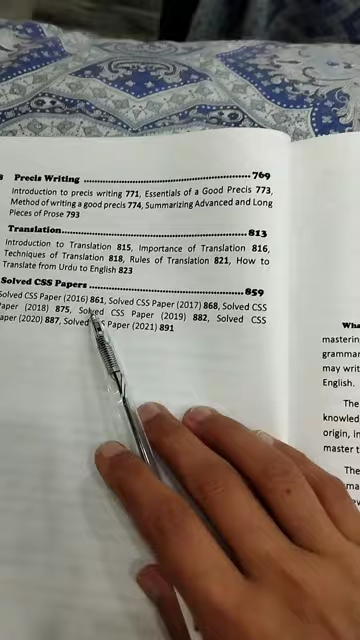 8 Precis Writing ..................................................769
Introduction to precis writing 771, Essentials of a Good Precis 773,
Method of writing a good precis 774, Summarizing Advanced and Long
Pieces of Prose 793
Translation..........................................................813
Introduction to Translation 815, Importance of Translation 816,
Techniques of Translation 818, Rules of Translation 821, How to
Translate from Urdu to English 823
Solved CSS Papers ..................................................859
Solved CSS Paper (2016) 861, Solved CSS Paper (2017) 868, Solved CSS
Paper (2018) 875, Solved CSS Paper (2019) 882, Solved CSS
Paper (2020) 887, Solved CSS Paper (2021) 891
masterin
grammar
may writ
English.
The
knowled
origin, in
master t
The